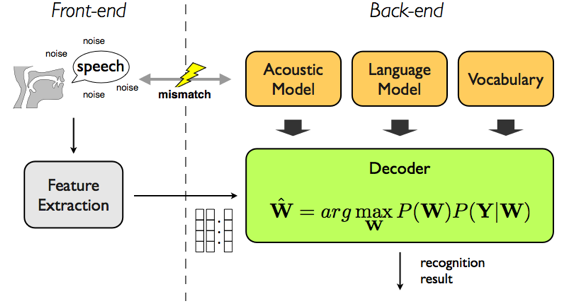 Front-end
Back-end
noise
noise
speech
noise
noise
mismatch
Acoustic
Model
Language
Model
Vocabulary
Feature
Extraction
Decoder
Ŵ = arg max P(W)P(Y|W)
W
recognition
result